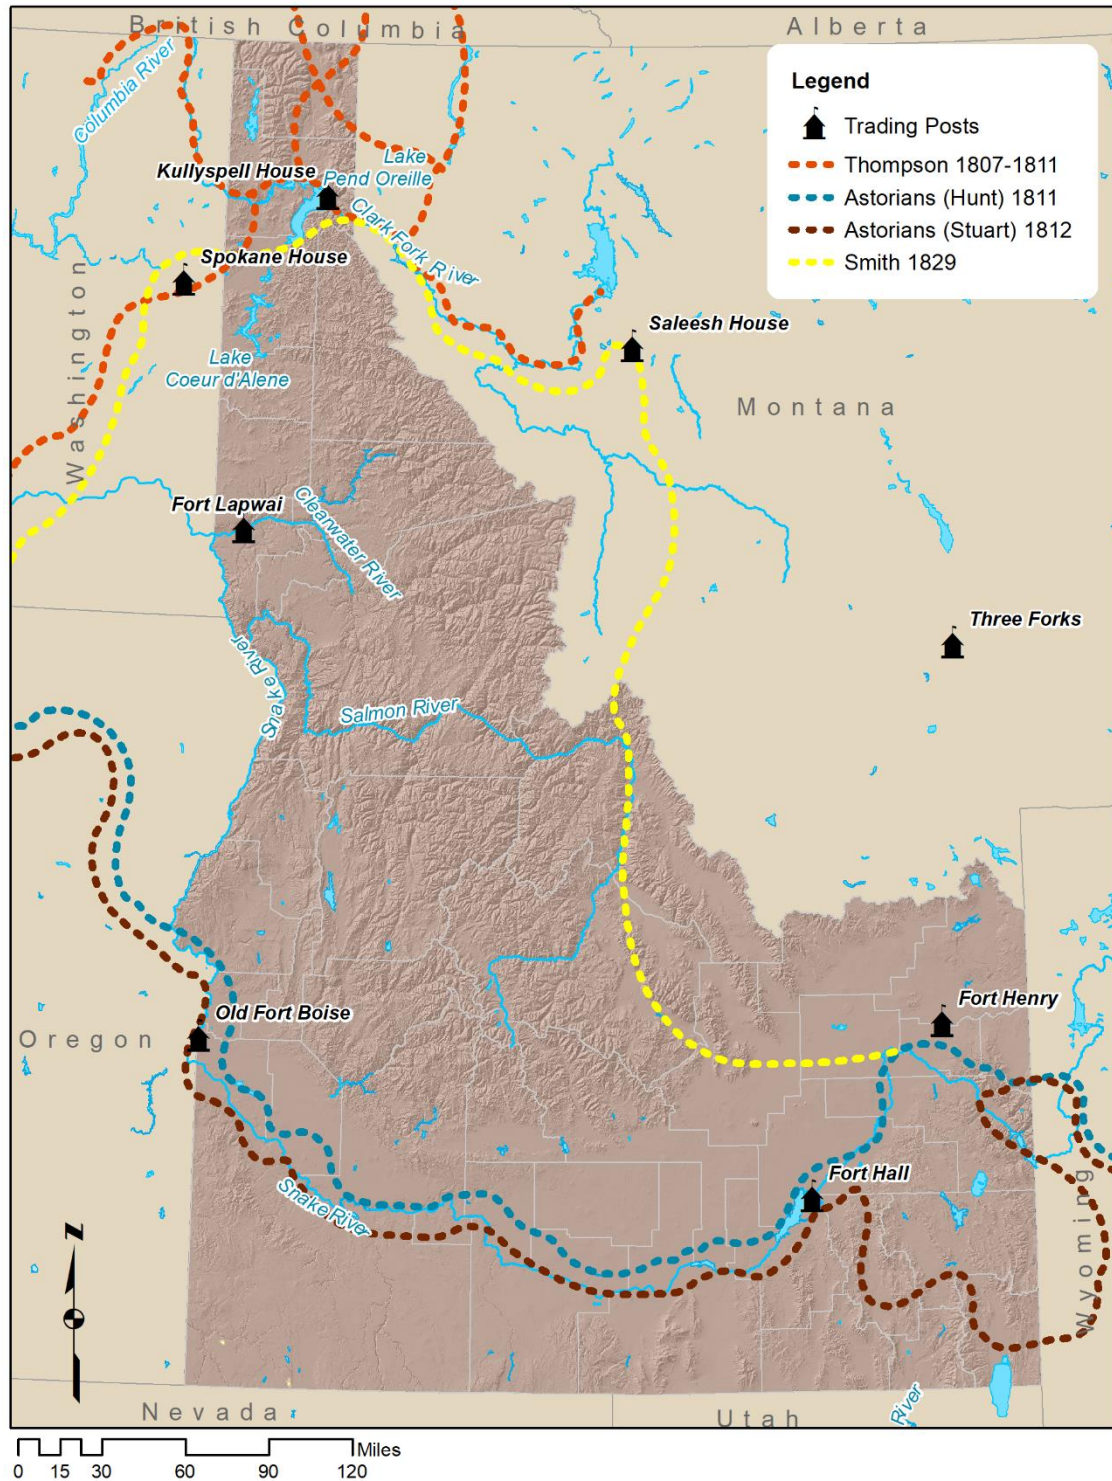 British Columbia
Alberta
Columbia River
Legend
Trading Posts
Thompson 1807-1811
Astorians (Hunt) 1811
Astorians (Stuart) 1812
Smith 1829
Kullyspell House
Lake
Pend Oreille
Clark Fork River
Spokane House
Washington
Saleesh House
Lake
Coeur d'Alene
Montana
Fort Lapwai
Clearwater River
Three Forks
Snake River
Salmon River
Old Fort Boise
Fort Henry
Oregon
Fort Hall
Snake River
Wyoming
N
Nevada
Utah
River
Miles
0 15 30 60 90 120